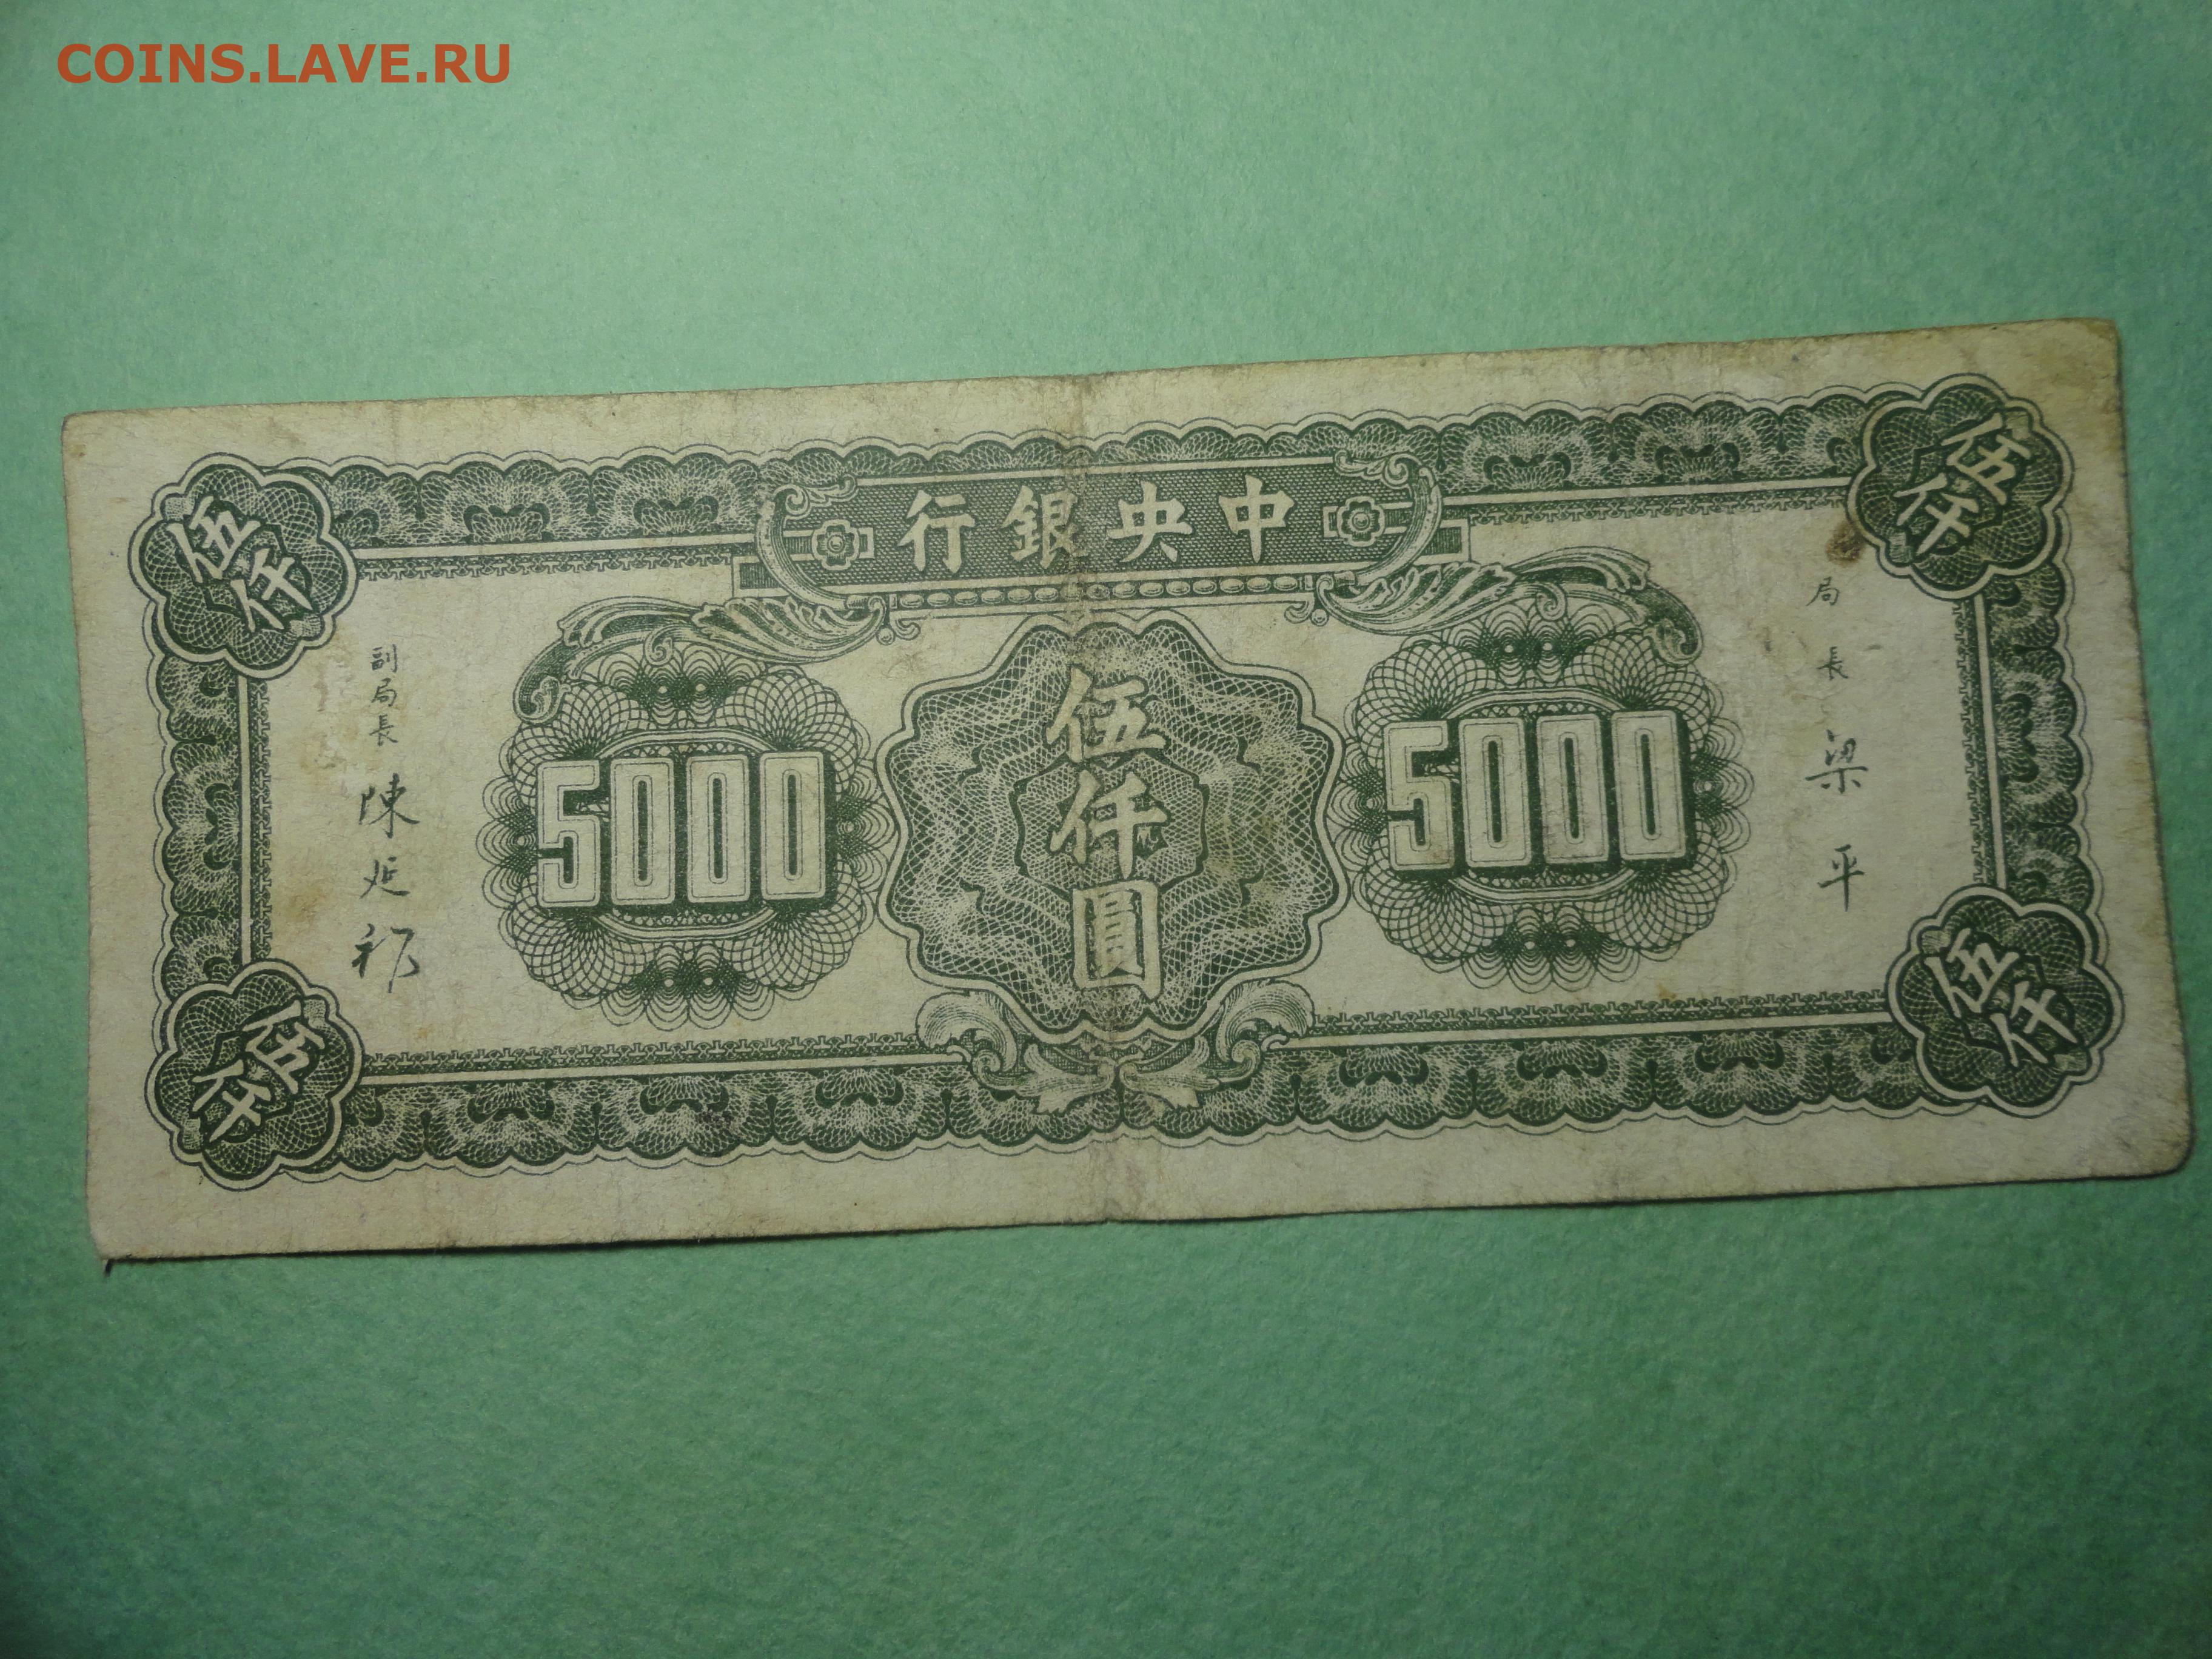 COINS.LAVE.RU
伍仟
行銀央中
伍仟
局長 梁平
5000
伍仟圓
5000
副局長 陳延祚
伍仟
伍仟